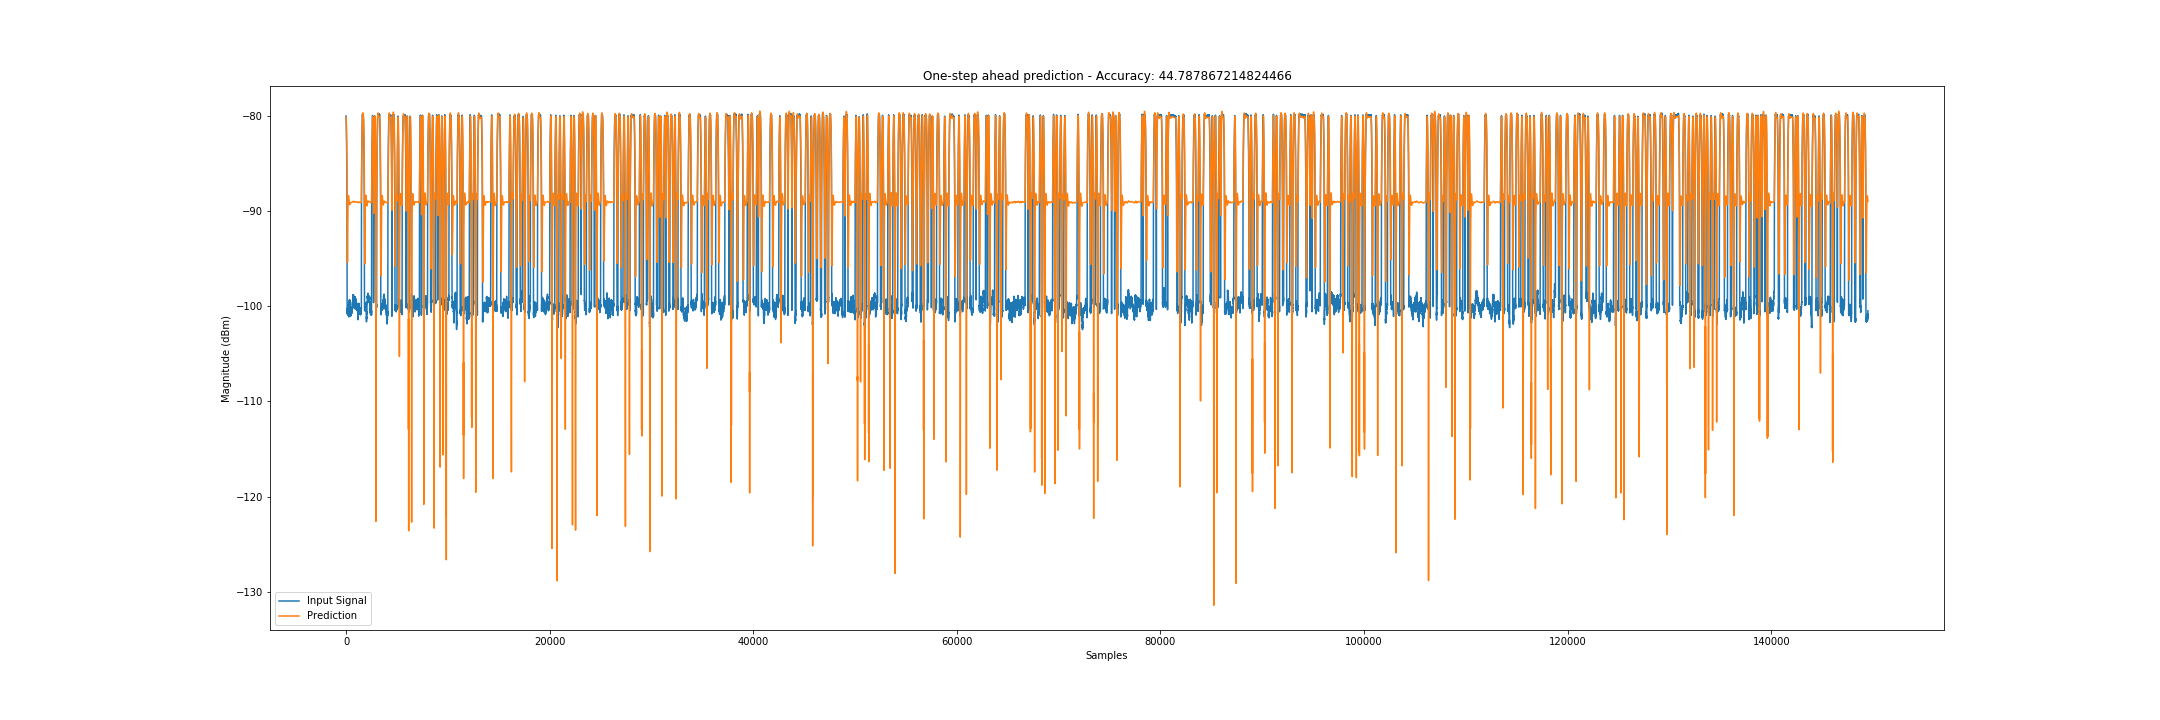 One-step ahead prediction - Accuracy: 44.787867214824466
Magnitude (dBm)
−80
−90
−100
−110
−120
−130
Input Signal
Prediction
0 20000 40000 60000 80000 100000 120000 140000
Samples